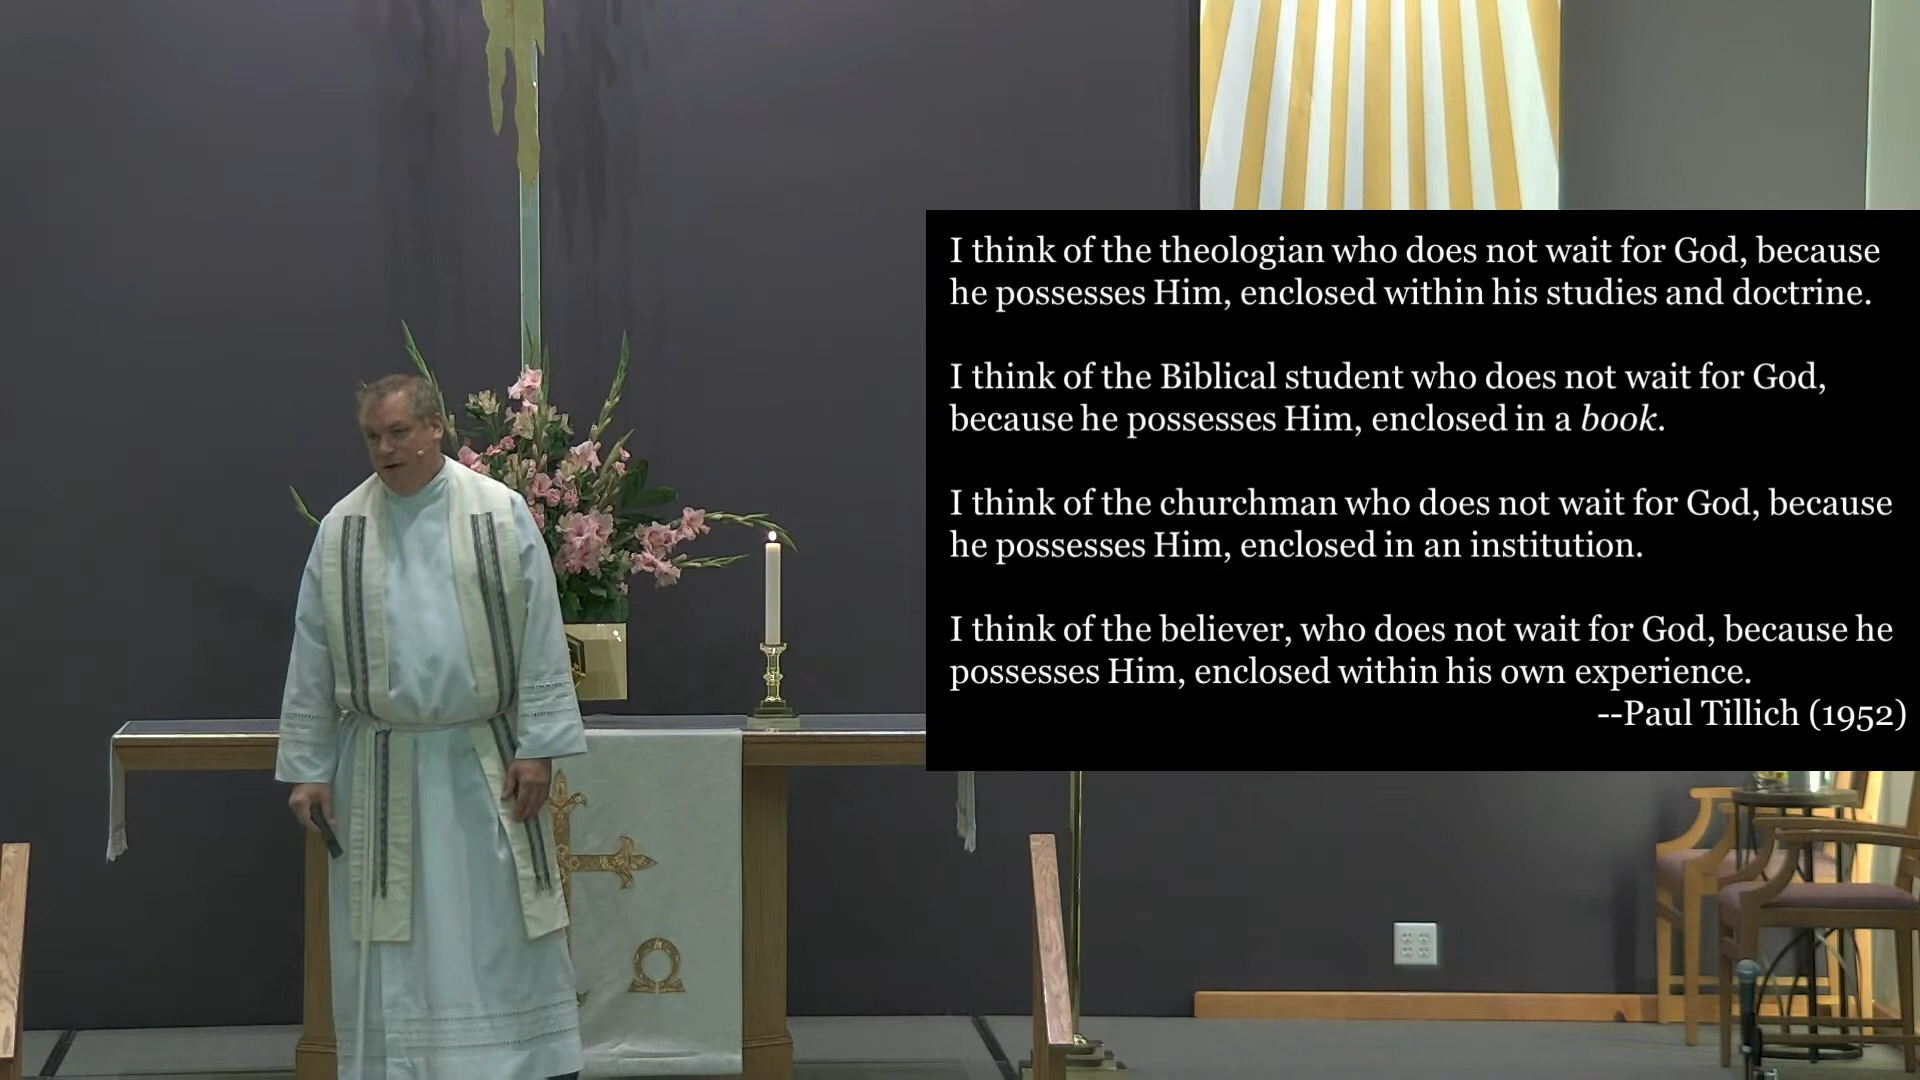 I think of the theologian who does not wait for God, because
he possesses Him, enclosed within his studies and doctrine.
I think of the Biblical student who does not wait for God,
because he possesses Him, enclosed in a book.
I think of the churchman who does not wait for God, because
he possesses Him, enclosed in an institution.
I think of the believer, who does not wait for God, because he
possesses Him, enclosed within his own experience.
--Paul Tillich (1952)
Ω